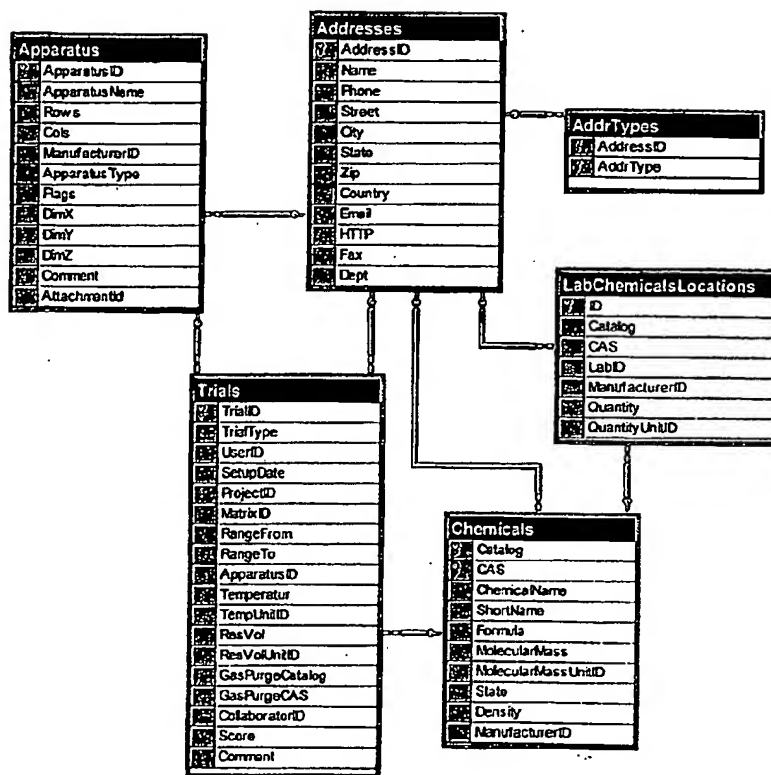 Apparatus
ApparatusID
ApparatusName
Rows
Cols
ManufacturerID
ApparatusType
Flags
DimX
DimY
DimZ
Comment
AttachmentId
Addresses
AddressID
Name
Phone
Street
City
State
Zip
Country
Email
HTTP
Fax
Dept
AddrTypes
AddressID
AddrType
LabChemicalsLocations
ID
Catalog
CAS
LabID
ManufacturerID
Quantity
QuantityUnitID
Trials
TrialID
TrialType
UserID
SetupDate
ProjectID
MatrixID
RangeFrom
RangeTo
ApparatusID
Temperatur
TempUnitID
ResVol
ResVolUnitID
GasPurgeCatalog
GasPurgeCAS
CollaboratorID
Score
Comment
Chemicals
Catalog
CAS
ChemicalName
ShortName
Formula
MolecularMass
MolecularMassUnitID
State
Density
ManufacturerID